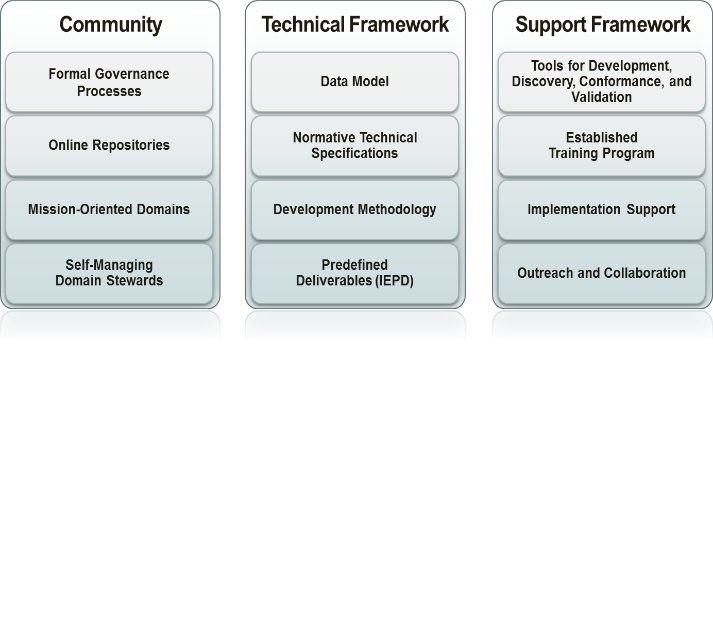 Community
Formal Governance
Processes
Online Repositories
Mission-Oriented Domains
Self-Managing
Domain Stewards
Technical Framework
Data Model
Normative Technical
Specifications
Development Methodology
Predefined
Deliverables (IEPD)
Support Framework
Tools for Development,
Discovery, Conformance, and
Validation
Established
Training Program
Implementation Support
Outreach and Collaboration